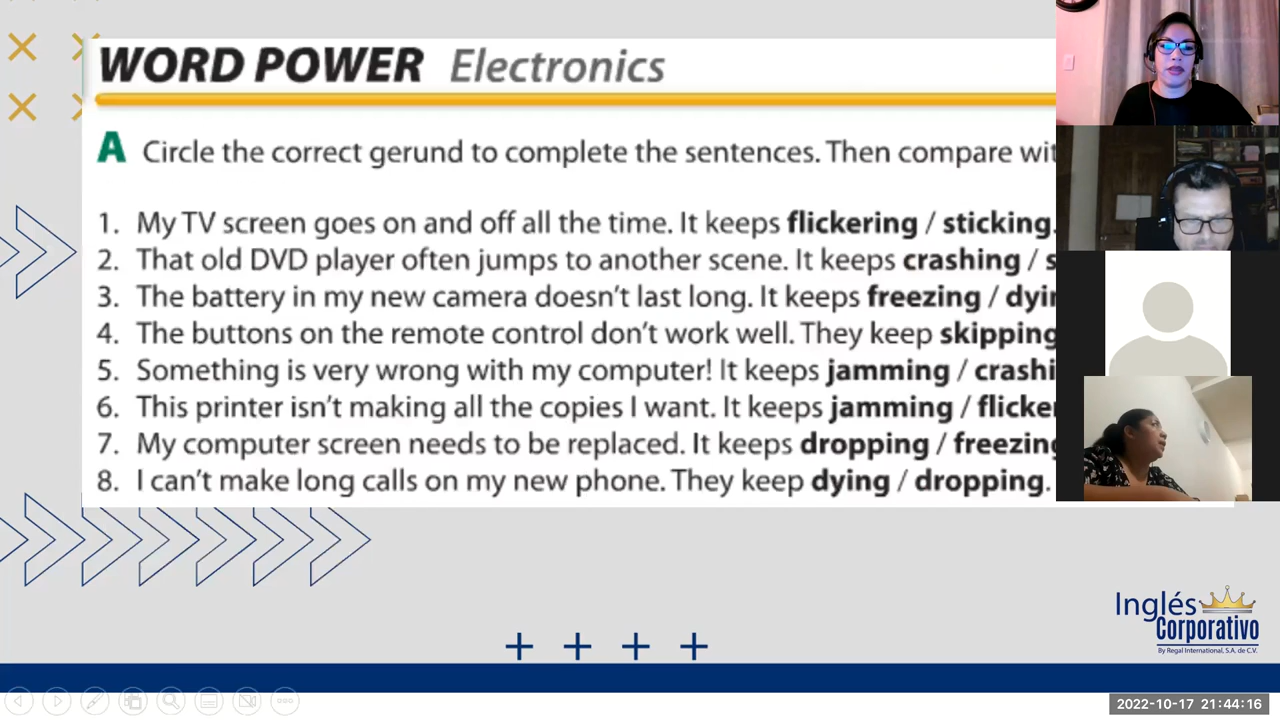 WORD POWER Electronics
A Circle the correct gerund to complete the sentences. Then compare
1. My TV screen goes on and off all the time. It keeps flickering / sticking.
2. That old DVD player often jumps to another scene. It keeps crashing /
3. The battery in my new camera doesn't last long. It keeps freezing /
4. The buttons on the remote control don't work well. They keep skipping
5. Something is very wrong with my computer! It keeps jamming /
6. This printer isn't making all the copies I want. It keeps jamming /
7. My computer screen needs to be replaced. It keeps dropping / freezing
8. I can't make long calls on my new phone. They keep dying / dropping.
Inglés
Corporativo
By Regal International, S.A. de C.V.
2022-10-17 21:44:16